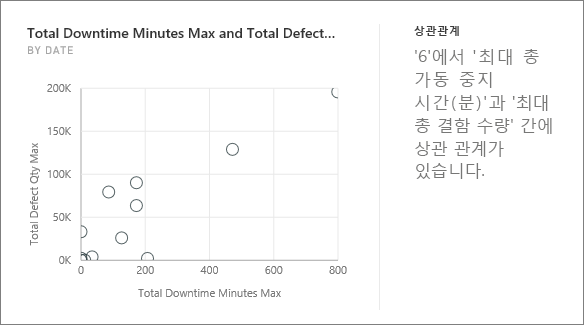 Total Downtime Minutes Max and Total Defect...
BY DATE
200K
150K
100K
50K
0K
0
200
400
600
800
Total Defect Qty Max
Total Downtime Minutes Max
상관관계
'6'에서 '최대 총
가동 중지
시간(분)'과 '최대
총 결함 수량' 간에
상관 관계가
있습니다.